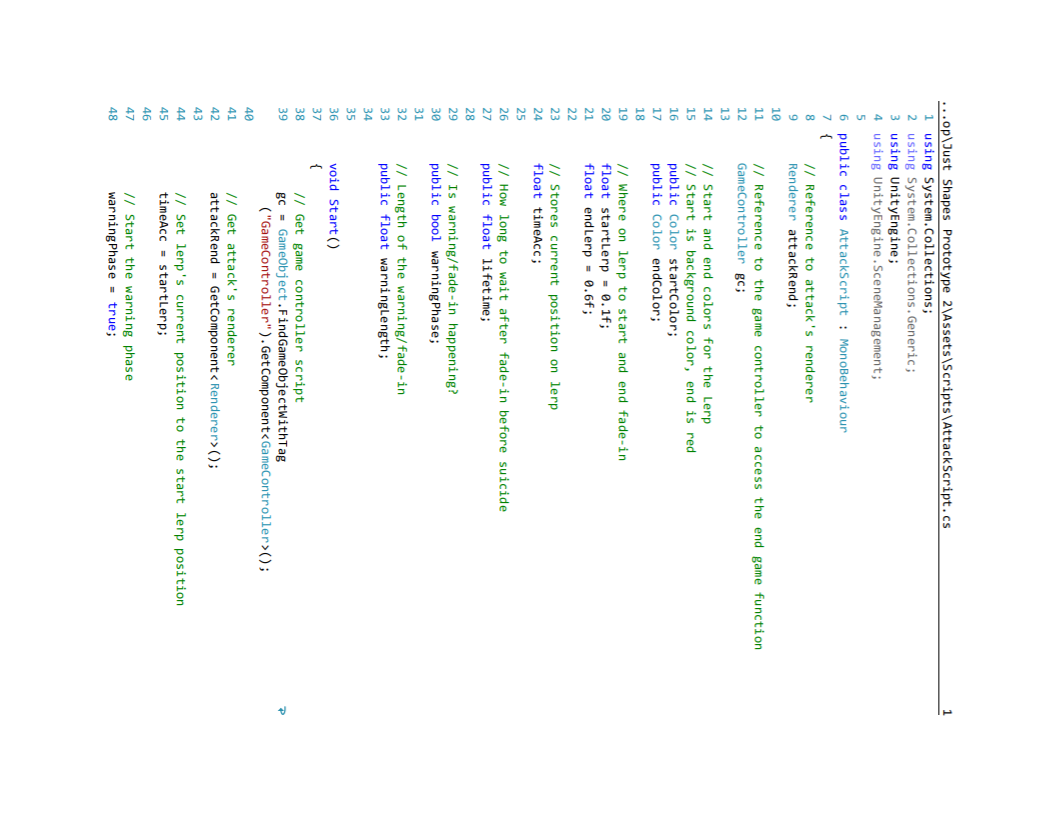 ...op\Just Shapes Prototype 2\Assets\Scripts\AttackScript.cs 1
1 using System.Collections;
2 using System.Collections.Generic;
3 using UnityEngine;
4 using UnityEngine.SceneManagement;
5
6 public class AttackScript : MonoBehaviour
7 {
8 // Reference to attack's renderer
9 Renderer attackRend;
10
11 // Reference to the game controller to access the end game function
12 GameController gc;
13
14 // Start and end colors for the Lerp
15 // Start is background color, end is red
16 public Color startColor;
17 public Color endColor;
18
19 // Where on lerp to start and end fade-in
20 float startLerp = 0.1f;
21 float endLerp = 0.6f;
22
23 // Stores current position on lerp
24 float timeAcc;
25
26 // How long to wait after fade-in before suicide
27 public float lifetime;
28
29 // Is warning/fade-in happening?
30 public bool warningPhase;
31
32 // Length of the warning/fade-in
33 public float warningLength;
34
35
36 void Start()
37 {
38 // Get game controller script
39 gc = GameObject.FindGameObjectWithTag
("GameController").GetComponent<GameController>();
40
41 // Get attack's renderer
42 attackRend = GetComponent<Renderer>();
43
44 // Set lerp's current position to the start lerp position
45 timeAcc = startLerp;
46
47 // Start the warning phase
48 warningPhase = true;